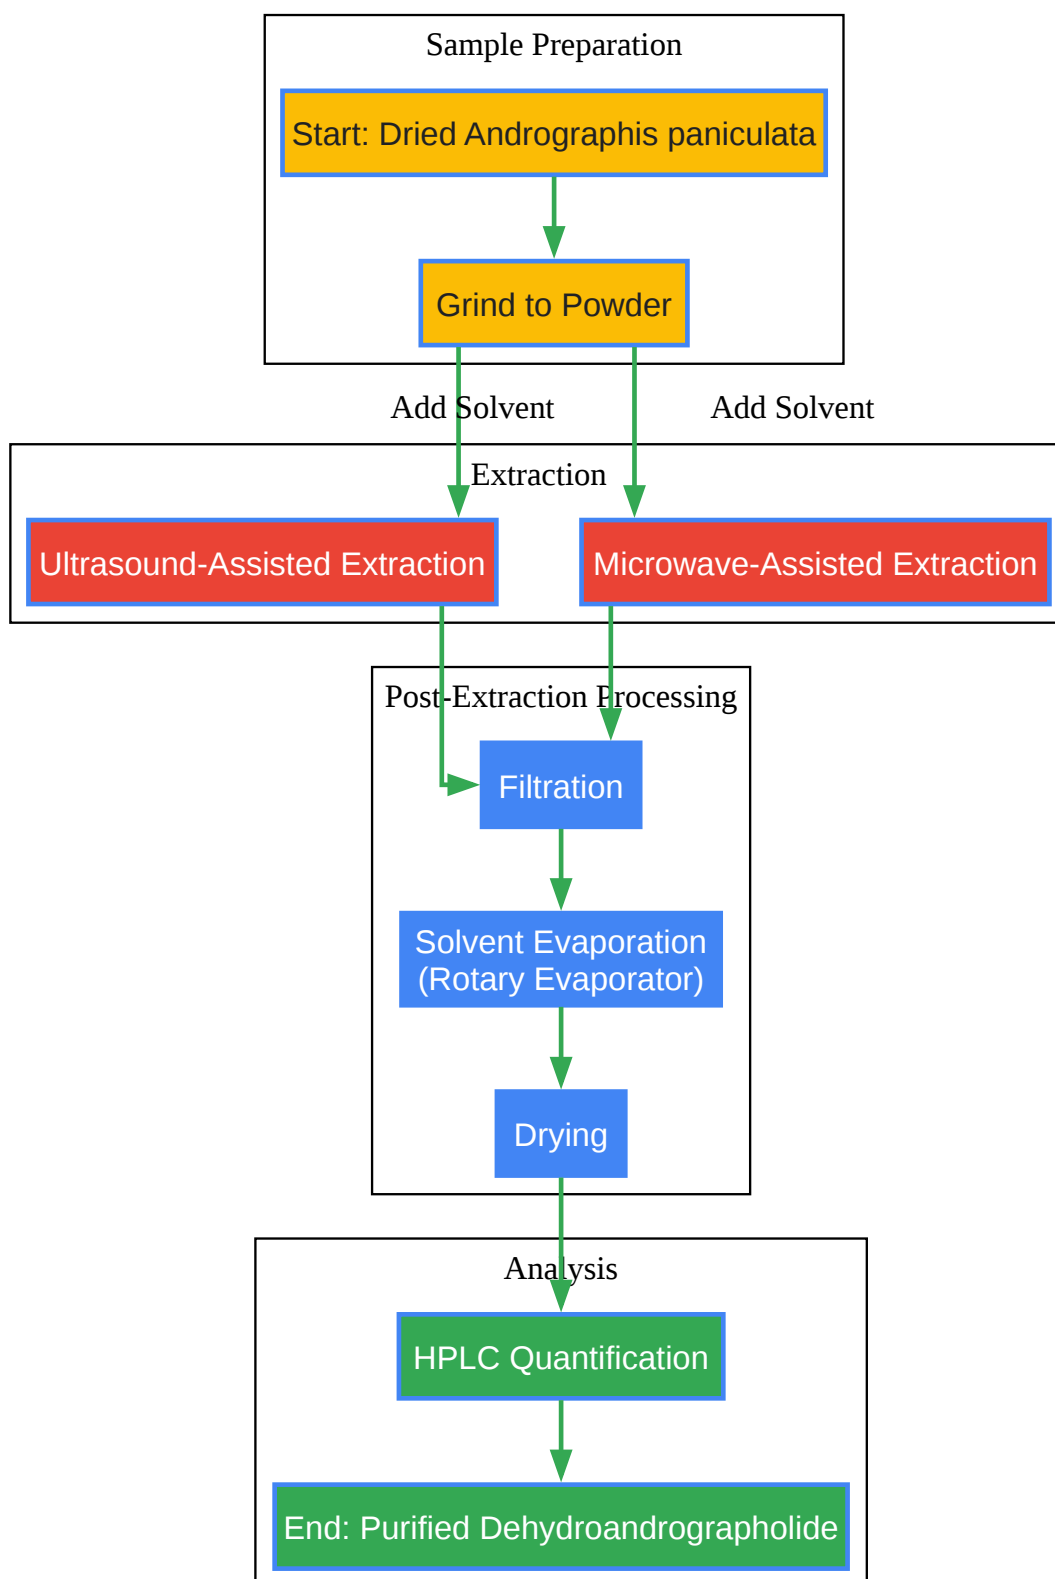 Sample Preparation
Start: Dried Andrographis paniculata
Grind to Powder
Add Solvent
Add Solvent
Extraction
Ultrasound-Assisted Extraction
Microwave-Assisted Extraction
Post-Extraction Processing
Filtration
Solvent Evaporation
(Rotary Evaporator)
Drying
Analysis
HPLC Quantification
End: Purified Dehydroandrographolide